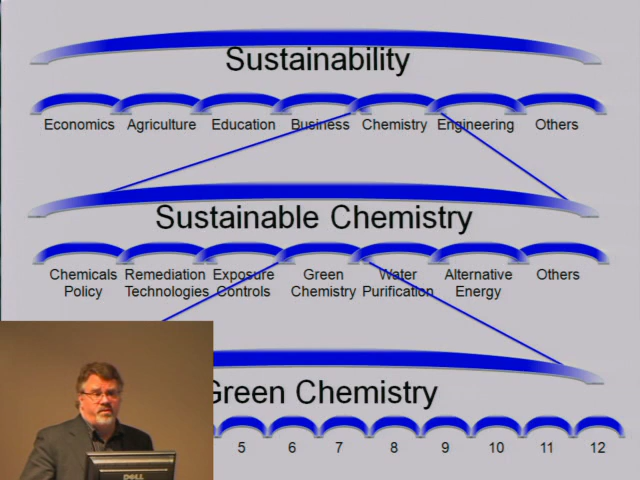 Sustainability
Economics Agriculture Education Business Chemistry Engineering Others
Sustainable Chemistry
Chemicals Policy Remediation Technologies Exposure Controls Green Chemistry Water Purification Alternative Energy Others
Green Chemistry
5 6 7 8 9 10 11 12
DELL